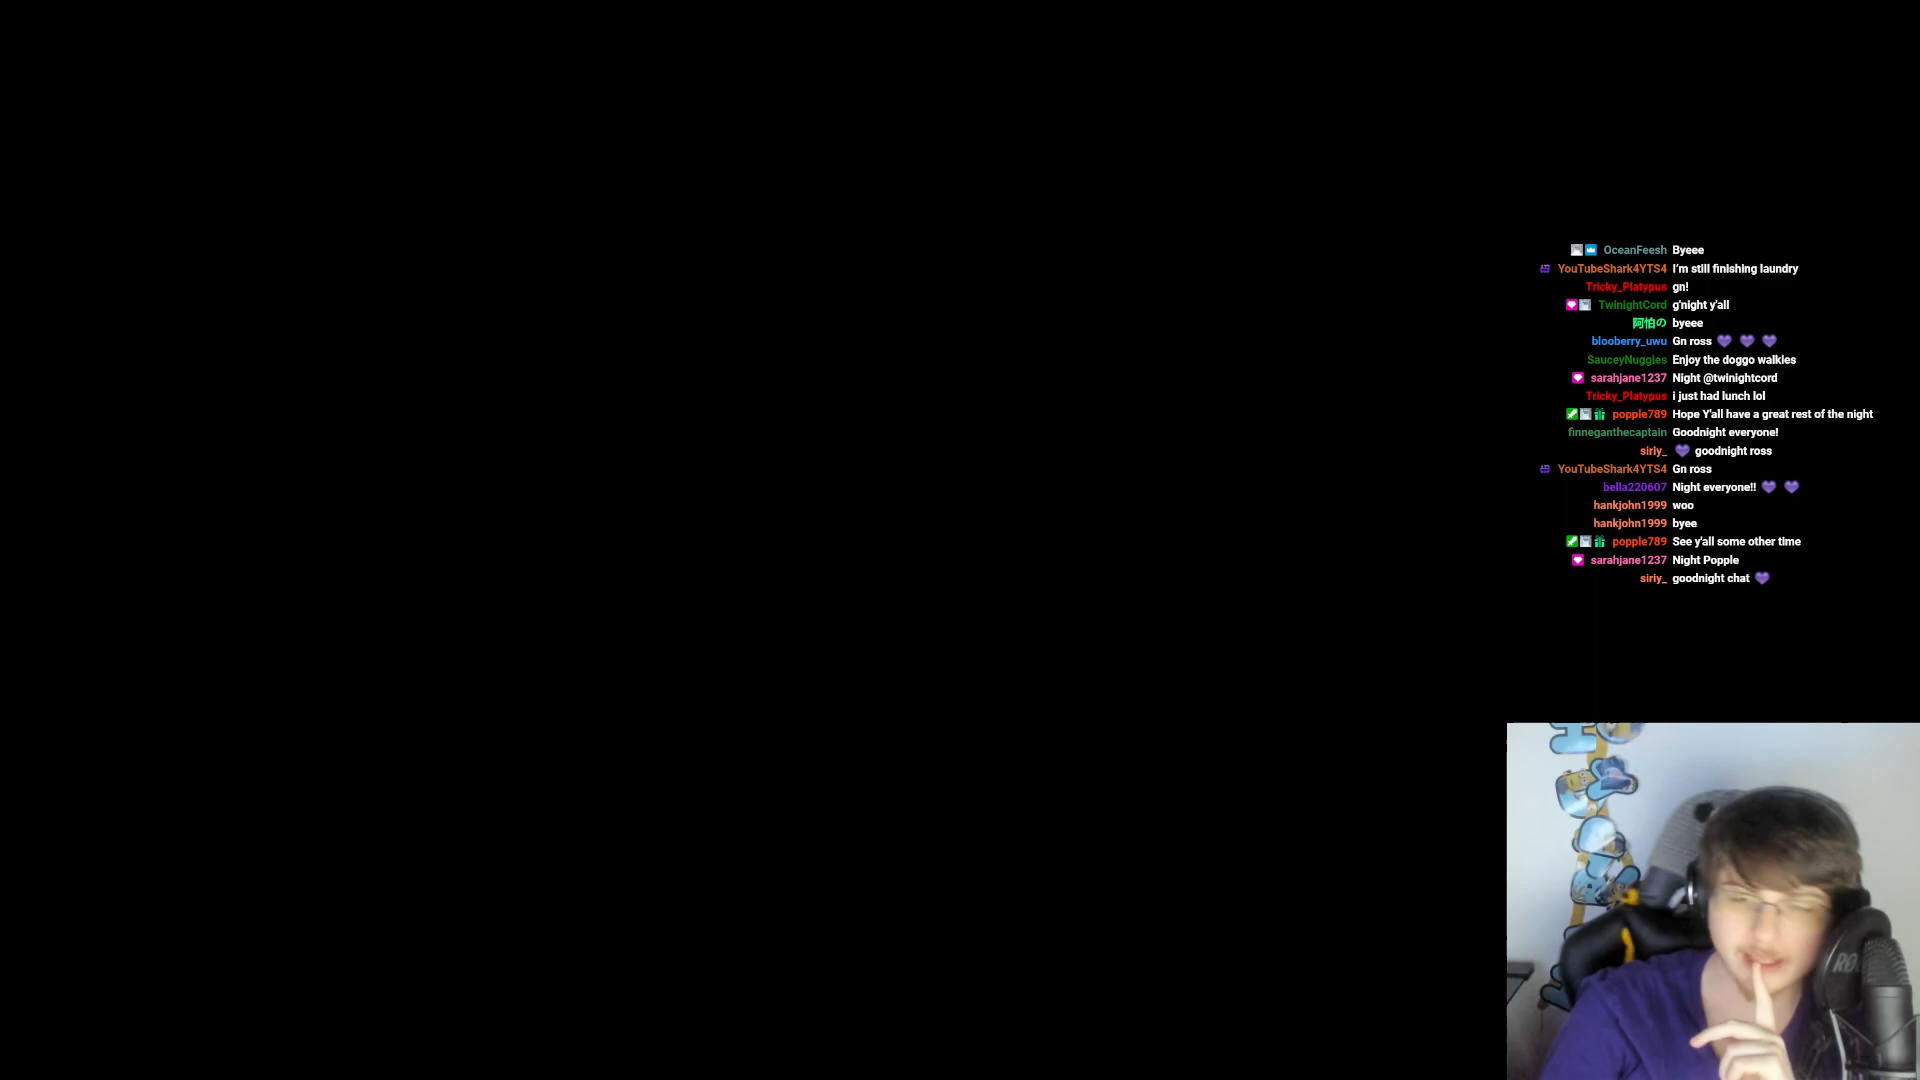 OceanFeesh Byeee
YouTubeShark4YTS4 I'm still finishing laundry
Tricky_Platypus gn!
TwinightCord g'night y'all
阿怕の byeee
blooberry_uwu Gn ross
SauceyNuggies Enjoy the doggo walkies
sarahjane1237 Night @twinightcord
Tricky_Platypus i just had lunch lol
popple789 Hope Y'all have a great rest of the night
finneganthecaptain Goodnight everyone!
siriy_ goodnight ross
YouTubeShark4YTS4 Gn ross
bella220607 Night everyone!!
hankjohn1999 woo
hankjohn1999 byee
popple789 See y'all some other time
sarahjane1237 Night Popple
siriy_ goodnight chat